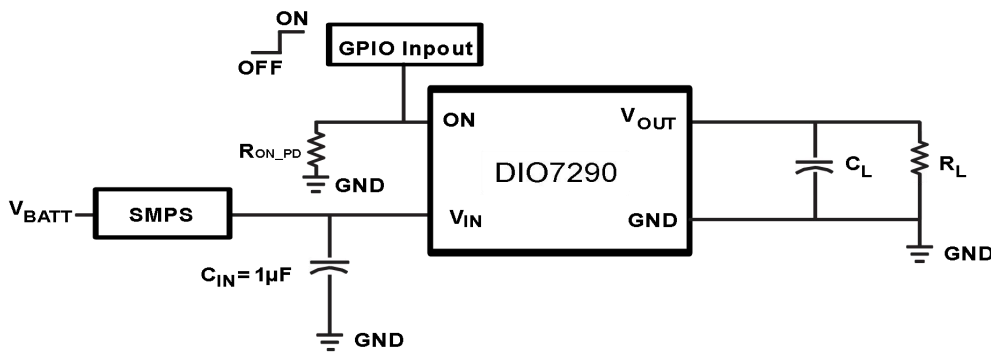 ON
OFF
GPIO Inpout
ON
VOUT
RON_PD
GND
DIO7290
CL
RL
VBATT
SMPS
VIN
GND
GND
CIN = 1µF
GND